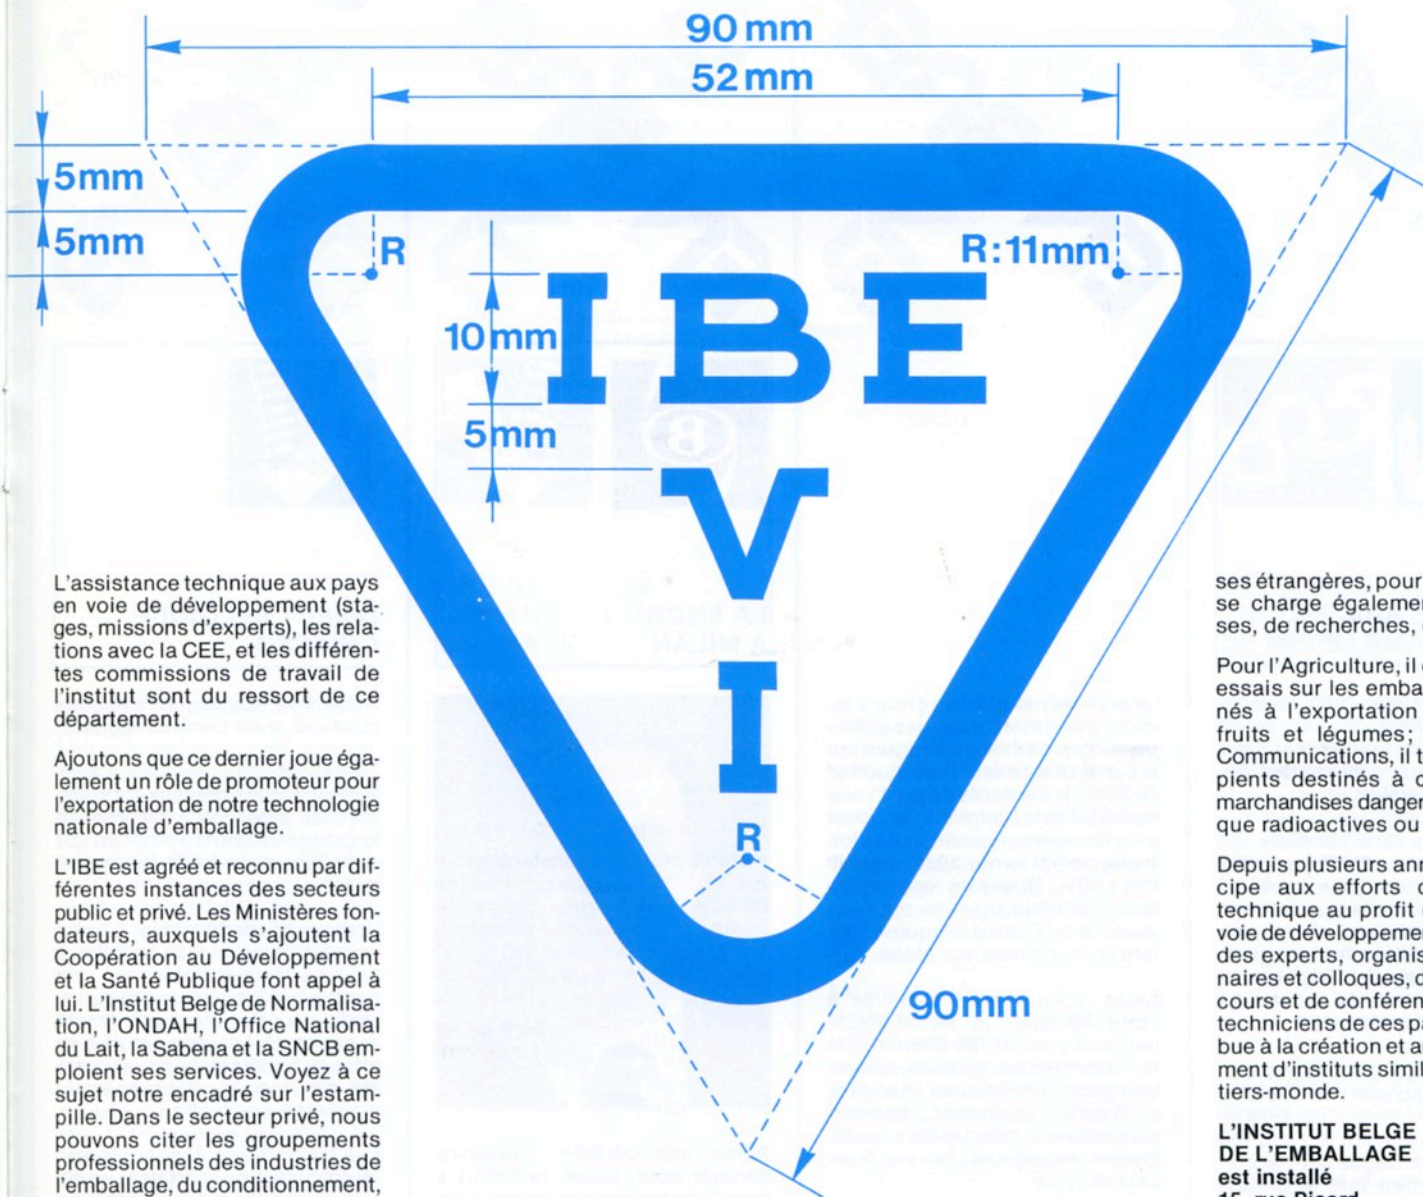 90 mm
52 mm
5mm
5mm
R
R:11mm
10mm
5mm
IBE
V
I
R
90mm
L'assistance technique aux pays
en voie de développement (sta-
ges, missions d'experts), les rela-
tions avec la CEE, et les différen-
tes commissions de travail de
l'institut sont du ressort de ce
département.
Ajoutons que ce dernier joue éga-
lement un rôle de promoteur pour
l'exportation de notre technologie
nationale d'emballage.
L'IBE est agréé et reconnu par dif-
férentes instances des secteurs
public et privé. Les Ministères fon-
dateurs, auxquels s'ajoutent la
Coopération au Développement
et la Santé Publique font appel à
lui. L'Institut Belge de Normalisa-
tion, l'ONDAH, l'Office National
du Lait, la Sabena et la SNCB em-
ploient ses services. Voyez à ce
sujet notre encadré sur l'estam-
pille. Dans le secteur privé, nous
pouvons citer les groupements
professionnels des industries de
l'emballage, du conditionnement,
ses étrangères, pour
se charge égaleme
ses, de recherches,
Pour l'Agriculture, il
essais sur les emba
nés à l'exportation
fruits et légumes;
Communications, il t
pients destinés à c
marchandises danger
que radioactives ou
Depuis plusieurs ann
cipe aux efforts d
technique au profit
voie de développemen
des experts, organis
naires et colloques, d
cours et de conféren
techniciens de ces pa
bue à la création et a
ment d'instituts simil
tiers-monde.
L'INSTITUT BELGE
DE L'EMBALLAGE
est installé
15, rue Picard